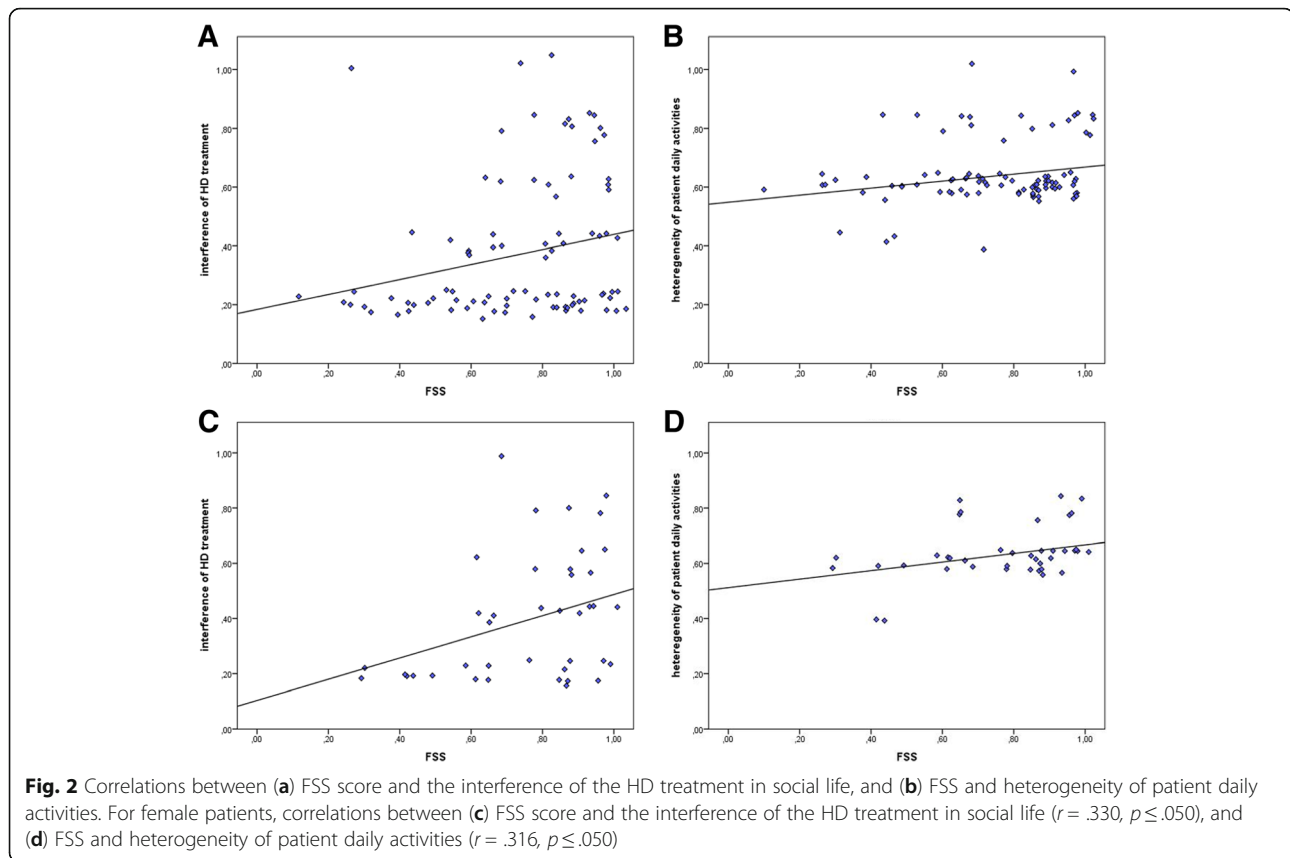 A
interference of HD treatment
1,00
,80
,60
,40
,20
,00
,00 ,20 ,40 ,60 ,80 1,00
FSS
B
heteregeneity of patient daily activities
1,00
,80
,60
,40
,20
,00
,00 ,20 ,40 ,60 ,80 1,00
FSS
C
interference of HD treatment
1,00
,80
,60
,40
,20
,00
,00 ,20 ,40 ,60 ,80 1,00
FSS
D
heteregeneity of patient daily activities
1,00
,80
,60
,40
,20
,00
,00 ,20 ,40 ,60 ,80 1,00
FSS
Fig. 2 Correlations between (a) FSS score and the interference of the HD treatment in social life, and (b) FSS and heterogeneity of patient daily
activities. For female patients, correlations between (c) FSS score and the interference of the HD treatment in social life (r = .330, p ≤ .050), and
(d) FSS and heterogeneity of patient daily activities (r = .316, p ≤ .050)